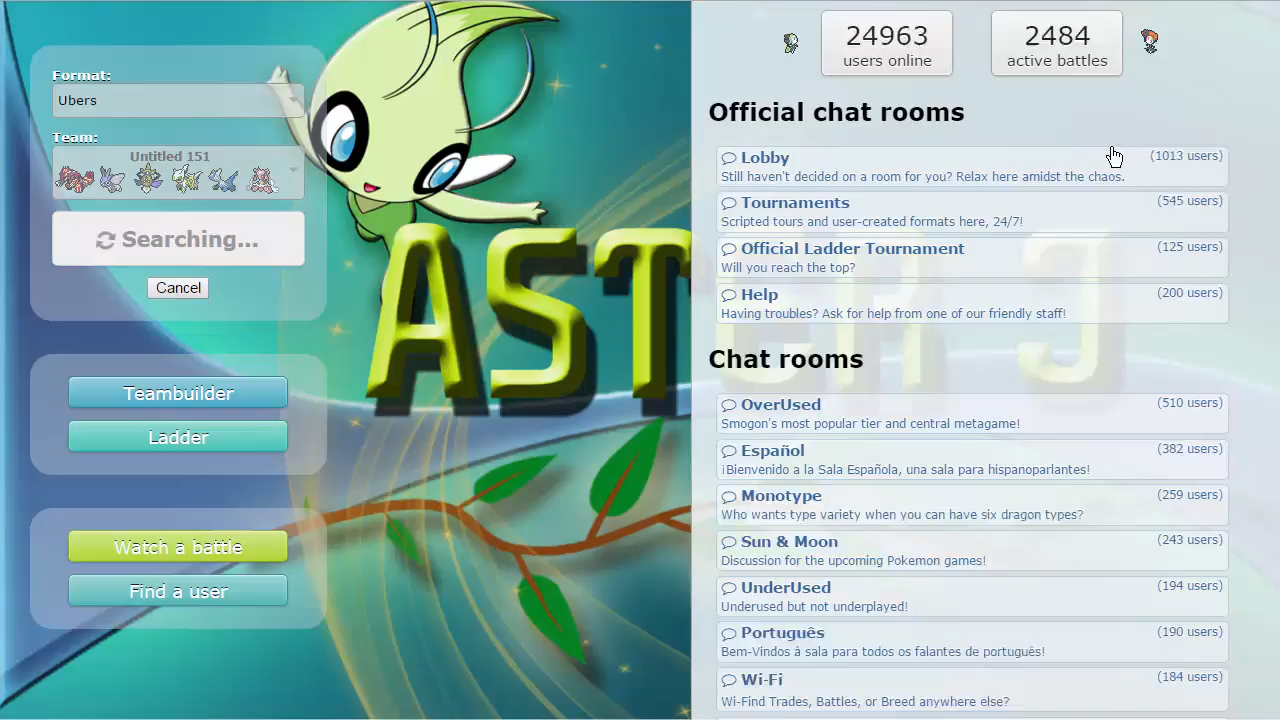 Format:
Ubers
Team:
Untitled 151
Searching...
Cancel
Teambuilder
Ladder
Watch a battle
Find a user
ASTER J
24963
users online
2484
active battles
Official chat rooms
Lobby (1013 users)
Still haven't decided on a room for you? Relax here amidst the chaos.
Tournaments (545 users)
Scripted tours and user-created formats here, 24/7!
Official Ladder Tournament (125 users)
Will you reach the top?
Help (200 users)
Having troubles? Ask for help from one of our friendly staff!
Chat rooms
OverUsed (510 users)
Smogon's most popular tier and central metagame!
Español (382 users)
¡Bienvenido a la Sala Española, una sala para hispanoparlantes!
Monotype (259 users)
Who wants type variety when you can have six dragon types?
Sun & Moon (243 users)
Discussion for the upcoming Pokemon games!
UnderUsed (194 users)
Underused but not underplayed!
Português (190 users)
Bem-Vindos à sala para todos os falantes de português!
Wi-Fi (184 users)
Wi-Find Trades, Battles, or Breed anywhere else?